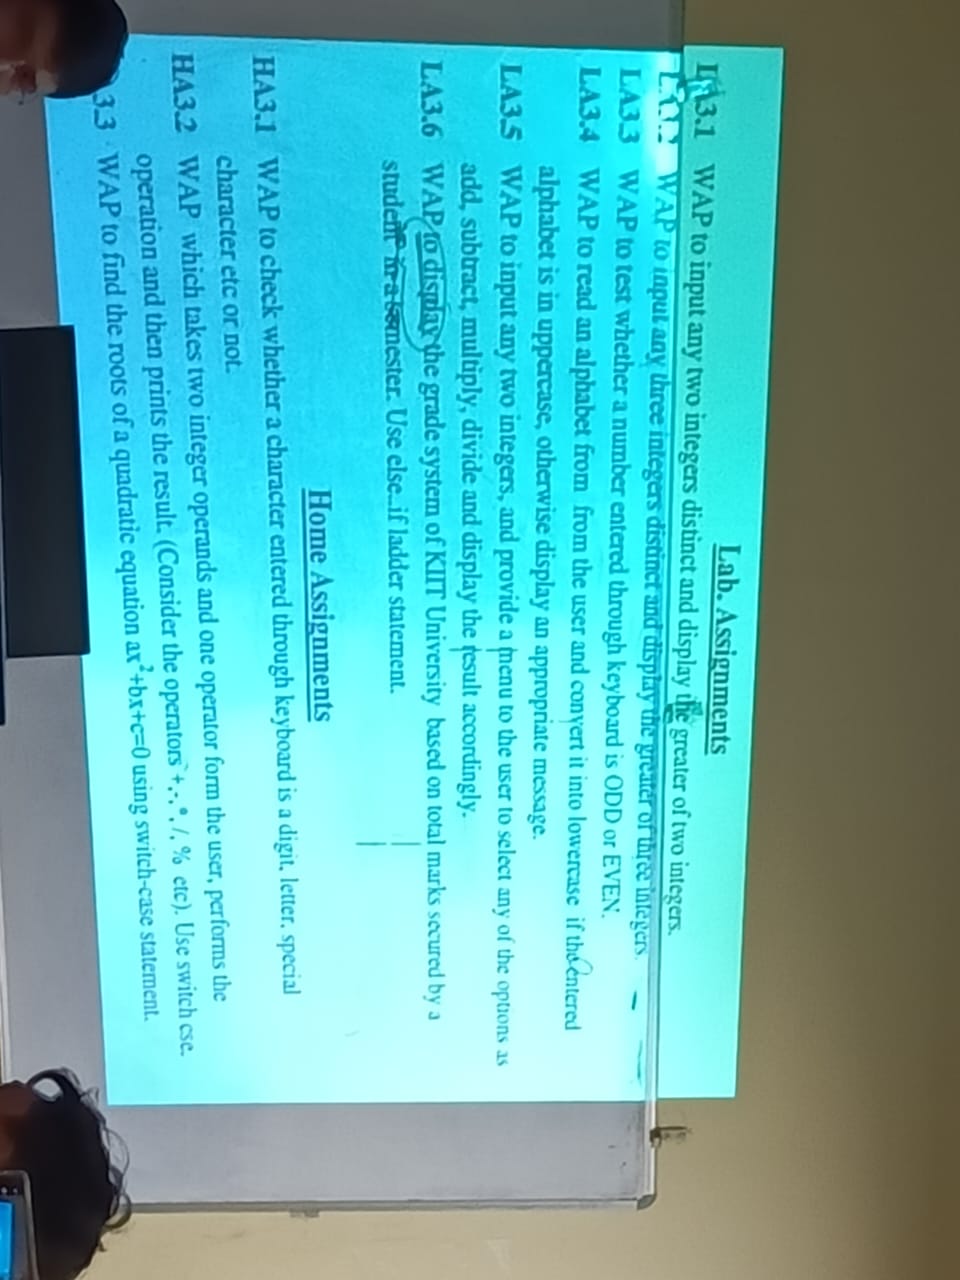 Lab. Assignments
LA3.1 WAP to input any two integers distinct and display the greater of two integers.
WAP to input any three integers distinct and display the greater of three integers.
LA3.3 WAP to test whether a number entered through keyboard is ODD or EVEN.
LA3.4 WAP to read an alphabet from from the user and convert it into lowercase if the entered
alphabet is in uppercase, otherwise display an appropriate message.
LA3.5 WAP to input any two integers, and provide a menu to the user to select any of the options as
add, subtract, multiply, divide and display the result accordingly.
LA3.6 WAP to display the grade system of KIIT University based on total marks secured by a
student in a semester. Use else..if ladder statement.
Home Assignments
HA3.1 WAP to check whether a character entered through keyboard is a digit, letter, special
character etc or not.
HA3.2 WAP which takes two integer operands and one operator form the user, performs the
operation and then prints the result. (Consider the operators +,-,*,/, % etc). Use switch cse.
3.3 WAP to find the roots of a quadratic equation ax²+bx+c=0 using switch-case statement.